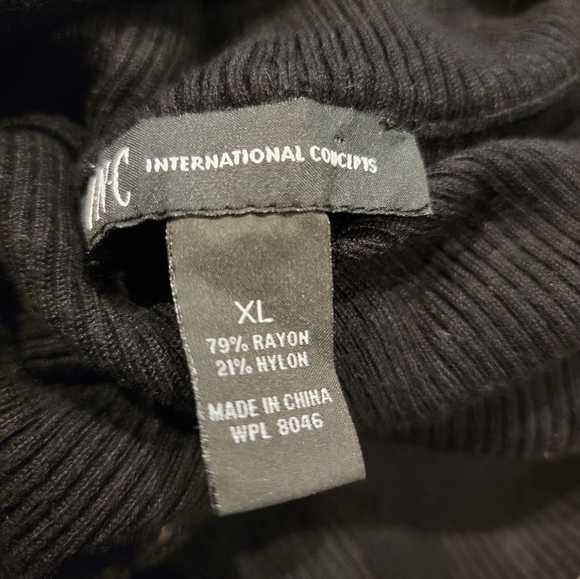 I·N·C INTERNATIONAL CONCEPTS
XL
79% RAYON
21% NYLON
MADE IN CHINA
WPL 8046